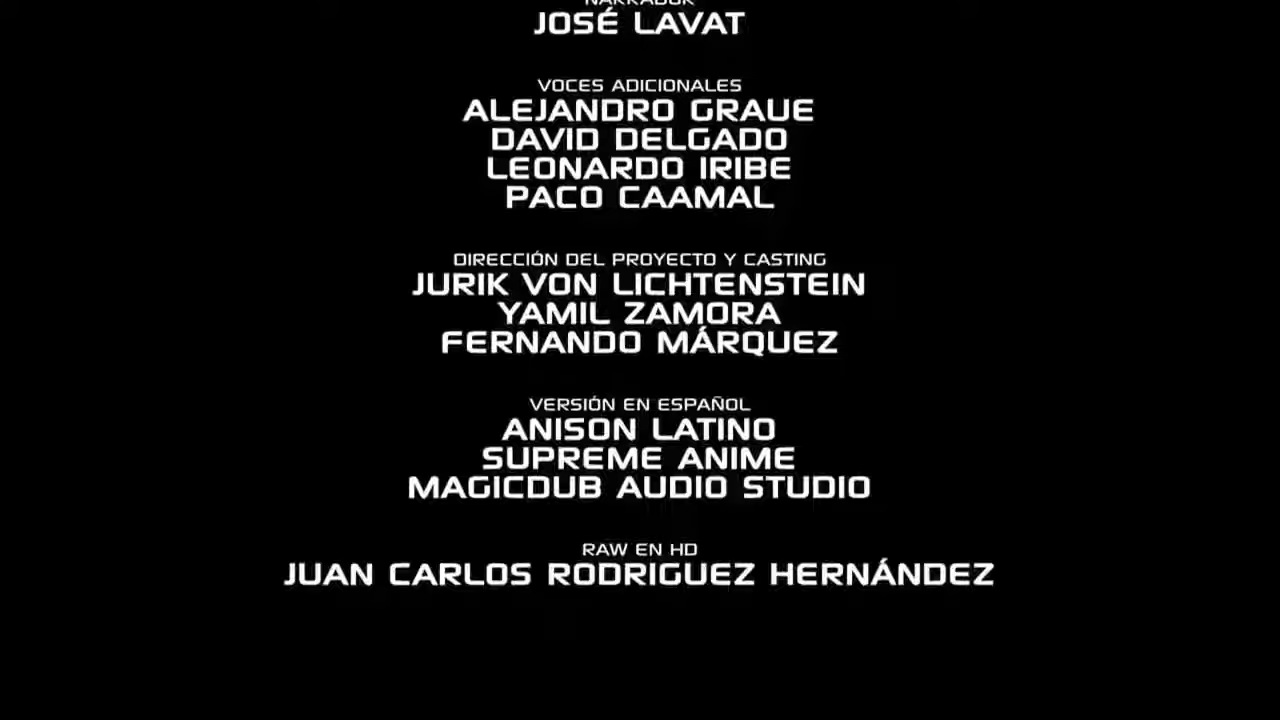 NARRADOR
JOSÉ LAVAT
VOCES ADICIONALES
ALEJANDRO GRAUE
DAVID DELGADO
LEONARDO IRIBE
PACO CAAMAL
DIRECCIÓN DEL PROYECTO Y CASTING
JURIK VON LICHTENSTEIN
YAMIL ZAMORA
FERNANDO MÁRQUEZ
VERSIÓN EN ESPAÑOL
ANISON LATINO
SUPREME ANIME
MAGICDUB AUDIO STUDIO
RAW EN HD
JUAN CARLOS RODRIGUEZ HERNÁNDEZ